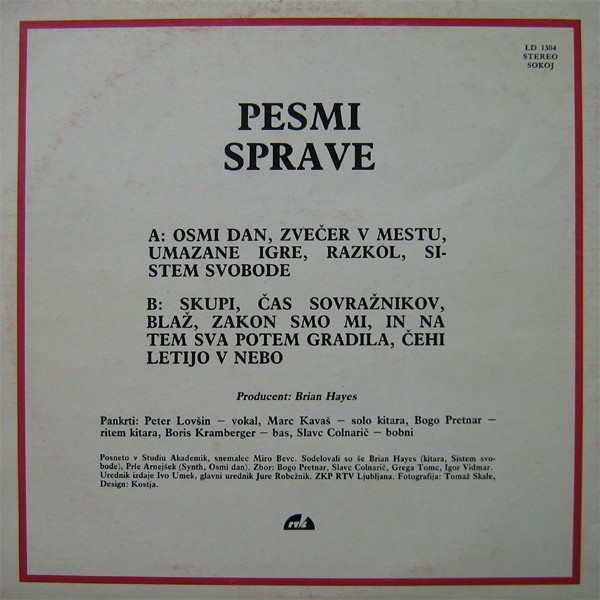 LD 1304
STEREO
SOKOJ
PESMI
SPRAVE
A: OSMI DAN, ZVEČER V MESTU,
UMAZANE IGRE, RAZKOL, SI-
STEM SVOBODE
B: SKUPI, ČAS SOVRAŽNIKOV,
BLAŽ, ZAKON SMO MI, IN NA
TEM SVA POTEM GRADILA, ČEHI
LETIJO V NEBO
Producent: Brian Hayes
Pankrti: Peter Lovšin — vokal, Marc Kavaš — solo kitara, Bogo Pretnar —
ritem kitara, Boris Kramberger — bas, Slavc Colnarič — bobni
Posneto v Studiu Akademik, snemalec Miro Bevc. Sodelovali so še Brian Hayes (kitara, Sistem svo-
bode), Prle Arnejšek (Synth, Osmi dan). Zbor: Bogo Pretnar, Slavc Colnarič, Grega Tomc, Igor Vidmar.
Urednik izdaje Ivo Umek, glavni urednik Jure Robežnik. ZKP RTV Ljubljana. Fotografija: Tomaž Skale,
Design: Kostja.